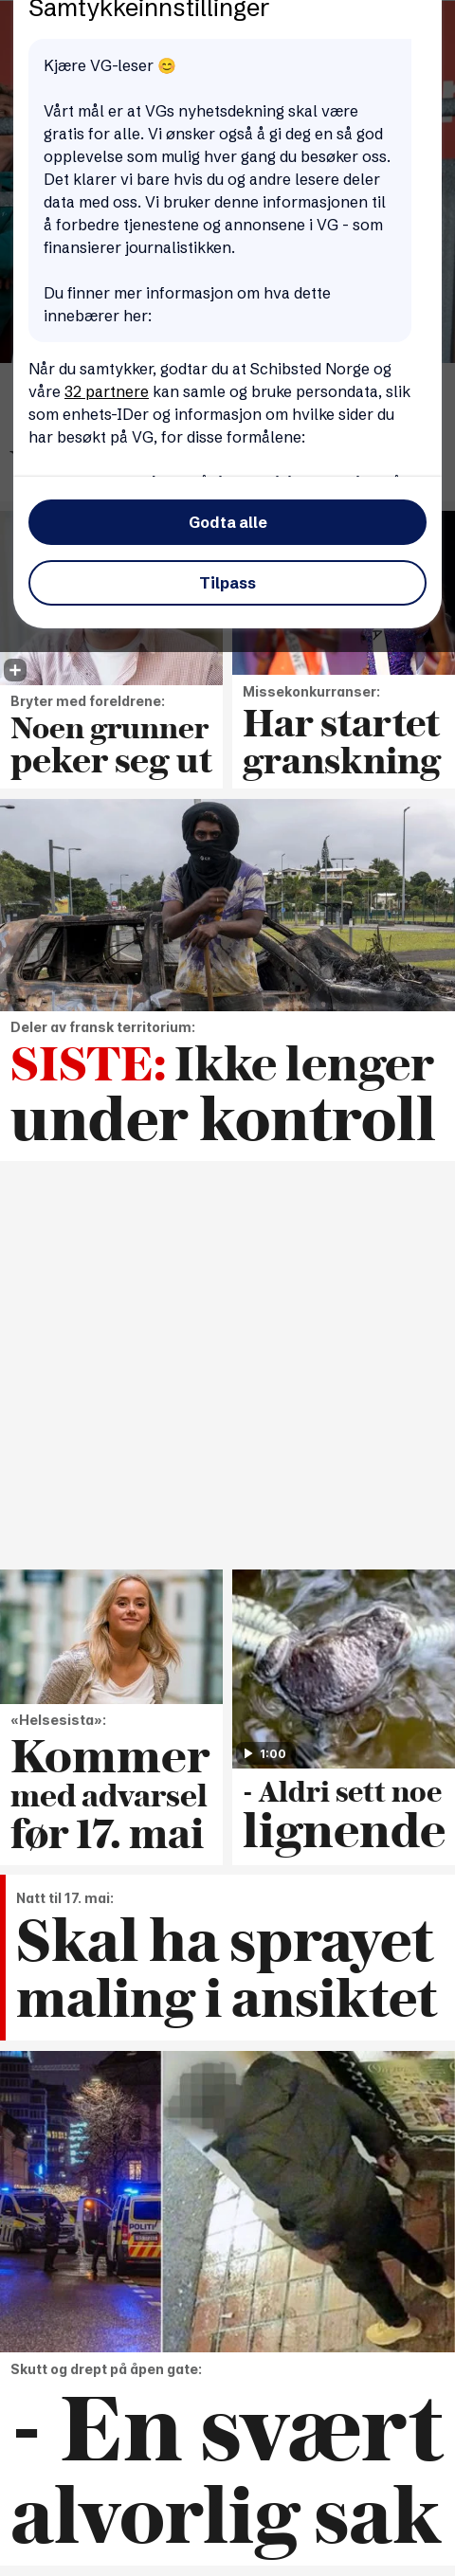 Samtykkeinnstillinger
Kjære VG-leser 😊
Vårt mål er at VGs nyhetsdekning skal være
gratis for alle. Vi ønsker også å gi deg en så god
opplevelse som mulig hver gang du besøker oss.
Det klarer vi bare hvis du og andre lesere deler
data med oss. Vi bruker denne informasjonen til
å forbedre tjenestene og annonsene i VG - som
finansierer journalistikken.
Du finner mer informasjon om hva dette
innebærer her:
Når du samtykker, godtar du at Schibsted Norge og
våre 32 partnere kan samle og bruke persondata, slik
som enhets-IDer og informasjon om hvilke sider du
har besøkt på VG, for disse formålene:
Godta alle
Tilpass
Bryter med foreldrene:
Noen grunner
peker seg ut
Missekonkurranser:
Har startet
granskning
Deler av fransk territorium:
SISTE: Ikke lenger
under kontroll
«Helsesista»:
Kommer
med advarsel
før 17. mai
1:00
- Aldri sett noe
lignende
Natt til 17. mai:
Skal ha sprayet
maling i ansiktet
POLITI
Skutt og drept på åpen gate:
- En svært
alvorlig sak